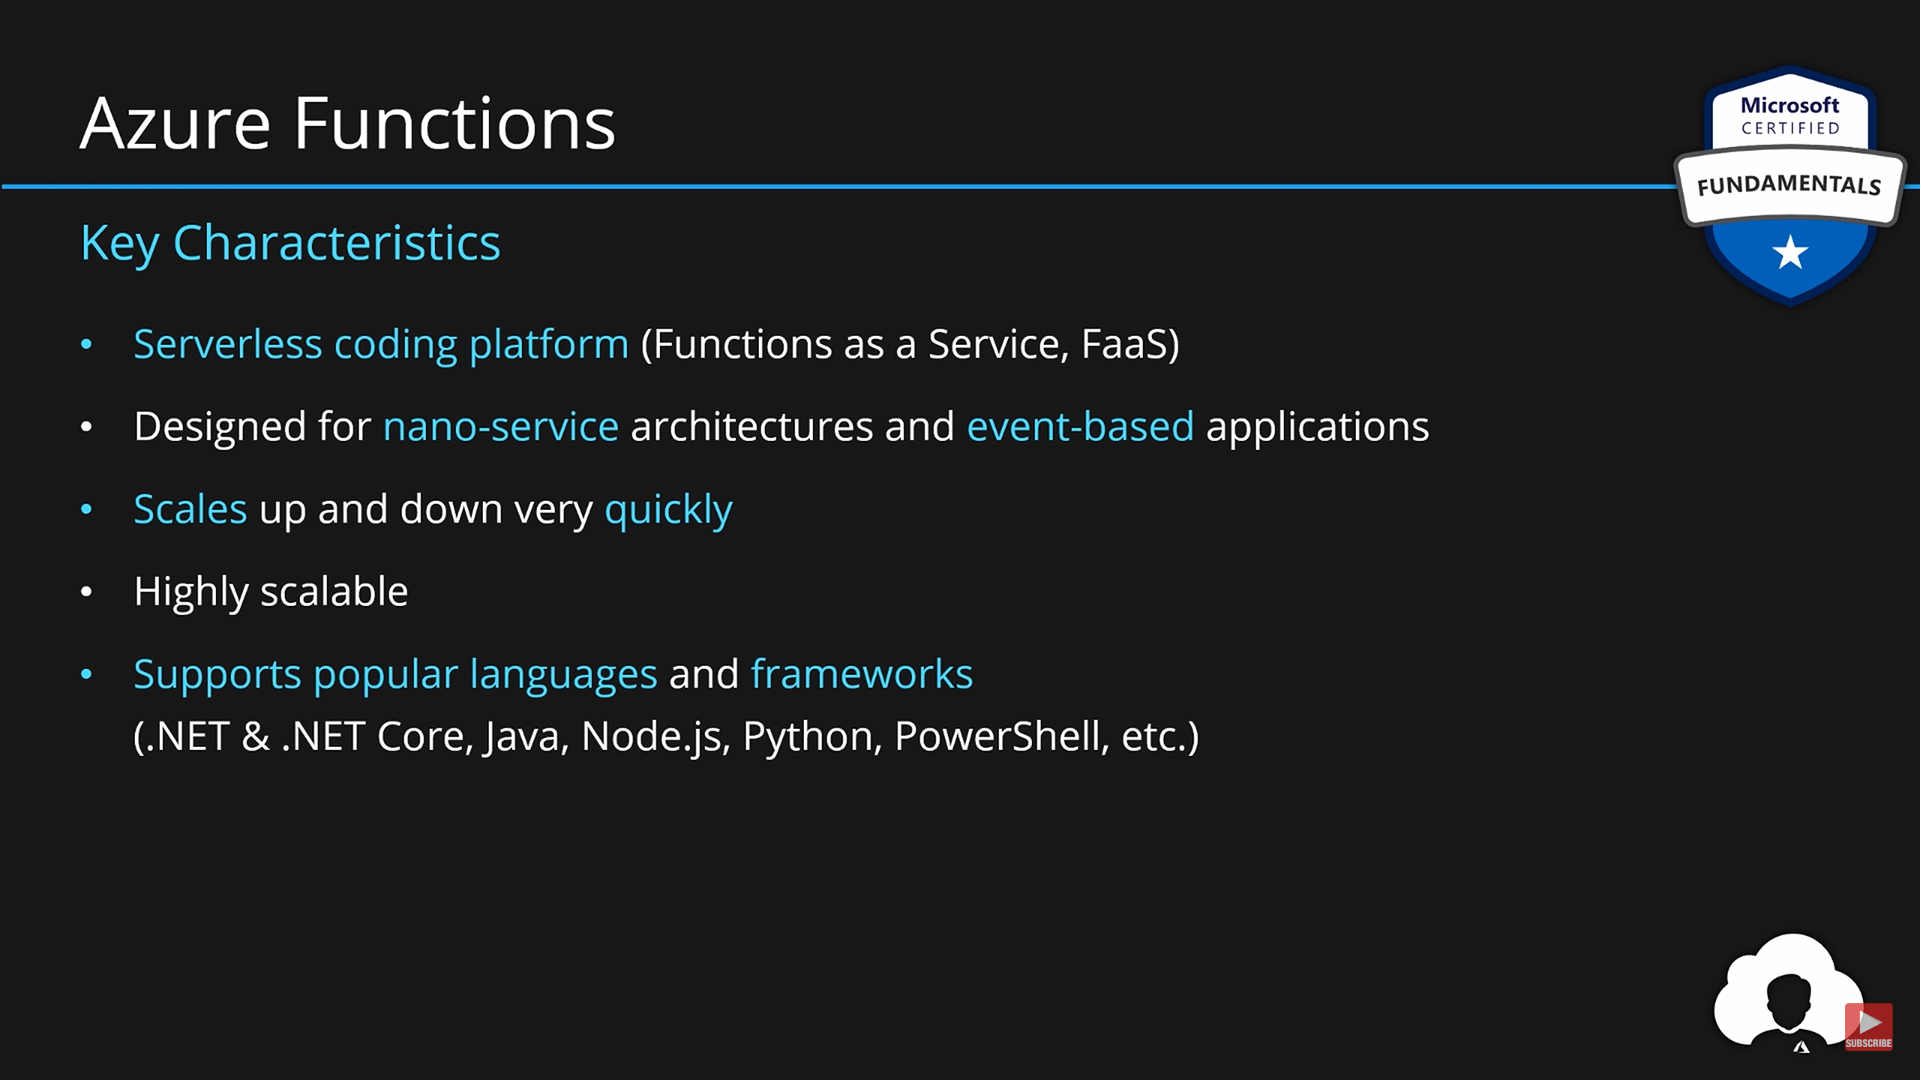 Azure Functions
Microsoft
CERTIFIED
FUNDAMENTALS
Key Characteristics
• Serverless coding platform (Functions as a Service, FaaS)
• Designed for nano-service architectures and event-based applications
• Scales up and down very quickly
• Highly scalable
• Supports popular languages and frameworks
(.NET & .NET Core, Java, Node.js, Python, PowerShell, etc.)
SUBSCRIBE